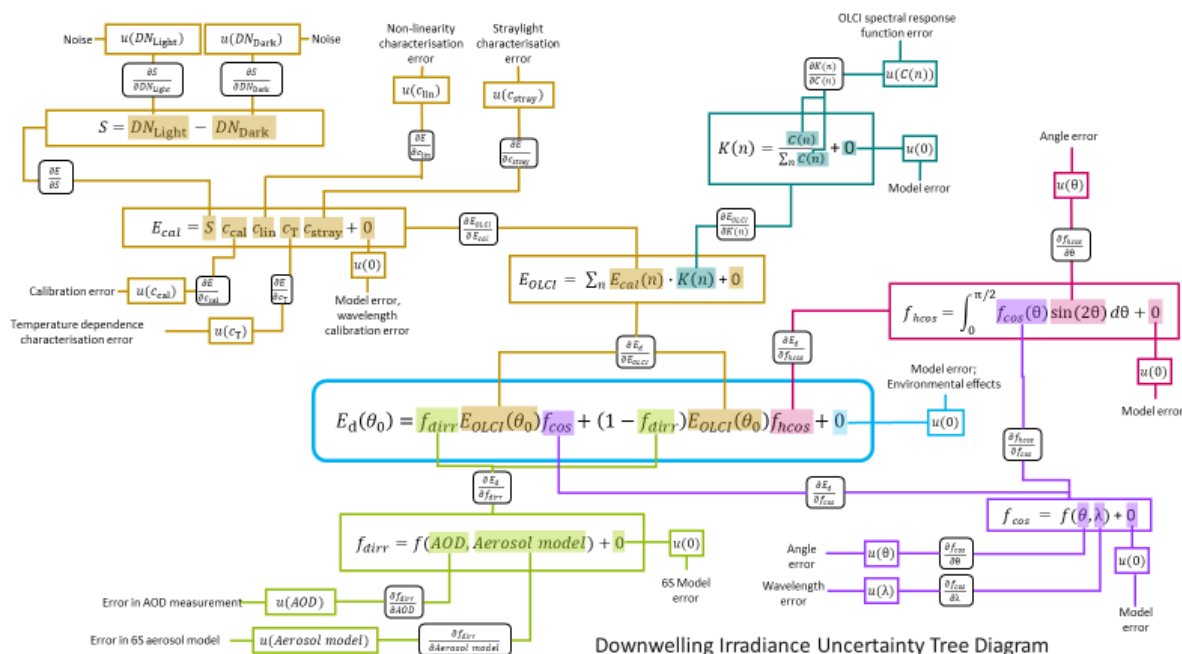 Noise
u(DN_Light)
u(DN_Dark)
Noise
∂S/∂DN_Light
∂S/∂DN_Dark
S = DN_Light − DN_Dark
∂E/∂S
Non-linearity
characterisation
error
u(c_lin)
∂E/∂c_lin
Straylight
characterisation
error
u(c_stray)
∂E/∂c_stray
E_cal = S c_cal c_lin c_T c_stray + 0
Calibration error
u(c_cal)
∂E/∂c_cal
Temperature dependence
characterisation error
u(c_T)
∂E/∂c_T
u(0)
Model error,
wavelength
calibration error
∂E_OLCI/∂E_cal
OLCI spectral response
function error
u(C(n))
∂K(n)/∂C(n)
K(n) = C(n)/∑_n C(n) + 0
u(0)
Model error
∂E_OLCI/∂K(n)
E_OLCI = ∑_n E_cal(n) · K(n) + 0
∂E_d/∂E_OLCI
Angle error
u(θ)
∂f_hcos/∂θ
f_hcos = ∫_0^π/2 f_cos(θ) sin(2θ) dθ + 0
u(0)
Model error
∂E_d/∂f_hcos
Model error;
Environmental effects
u(0)
E_d(θ_0) = f_dirr E_OLCI(θ_0) f_cos + (1 − f_dirr) E_OLCI(θ_0) f_hcos + 0
∂f_hcos/∂f_cos
∂E_d/∂f_dirr
∂E_d/∂f_cos
f_dirr = f(AOD, Aerosol model) + 0
u(0)
6S Model
error
Error in AOD measurement
u(AOD)
∂f_dirr/∂AOD
Error in 6S aerosol model
u(Aerosol model)
∂f_dirr/∂Aerosol model
f_cos = f(θ, λ) + 0
Angle
error
u(θ)
∂f_cos/∂θ
Wavelength
error
u(λ)
∂f_cos/∂λ
u(0)
Model
error
Downwelling Irradiance Uncertainty Tree Diagram